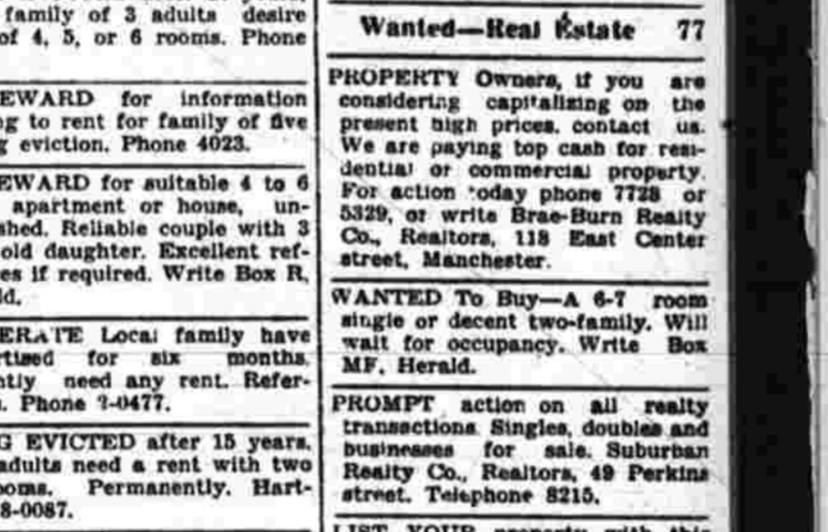 family of 3 adults desire
of 4, 5, or 6 rooms. Phone
EWARD for information
g to rent for family of five
g eviction. Phone 4023.
EWARD for suitable 4 to 6
apartment or house, un-
shed. Reliable couple with 3
old daughter. Excellent ref-
es if required. Write Box R,
ld.
ERATE Local family have
rtised for six months.
ntly need any rent. Refer-
. Phone 2-0477.
G EVICTED after 15 years.
adults need a rent with two
ooms. Permanently. Hart-
8-0087.
Wanted—Real Estate 77
PROPERTY Owners, if you are
considering capitalizing on the
present high prices, contact us.
We are paying top cash for resi-
dential or commercial property.
For action today phone 7728 or
5329, or write Brae-Burn Realty
Co., Realtors, 118 East Center
street, Manchester.
WANTED To Buy—A 6-7 room
single or decent two-family. Will
wait for occupancy. Write Box
MF, Herald.
PROMPT action on all realty
transactions. Singles, doubles and
businesses for sale. Suburban
Realty Co., Realtors, 49 Perkins
street. Telephone 8215.
LIST YOUR property with this